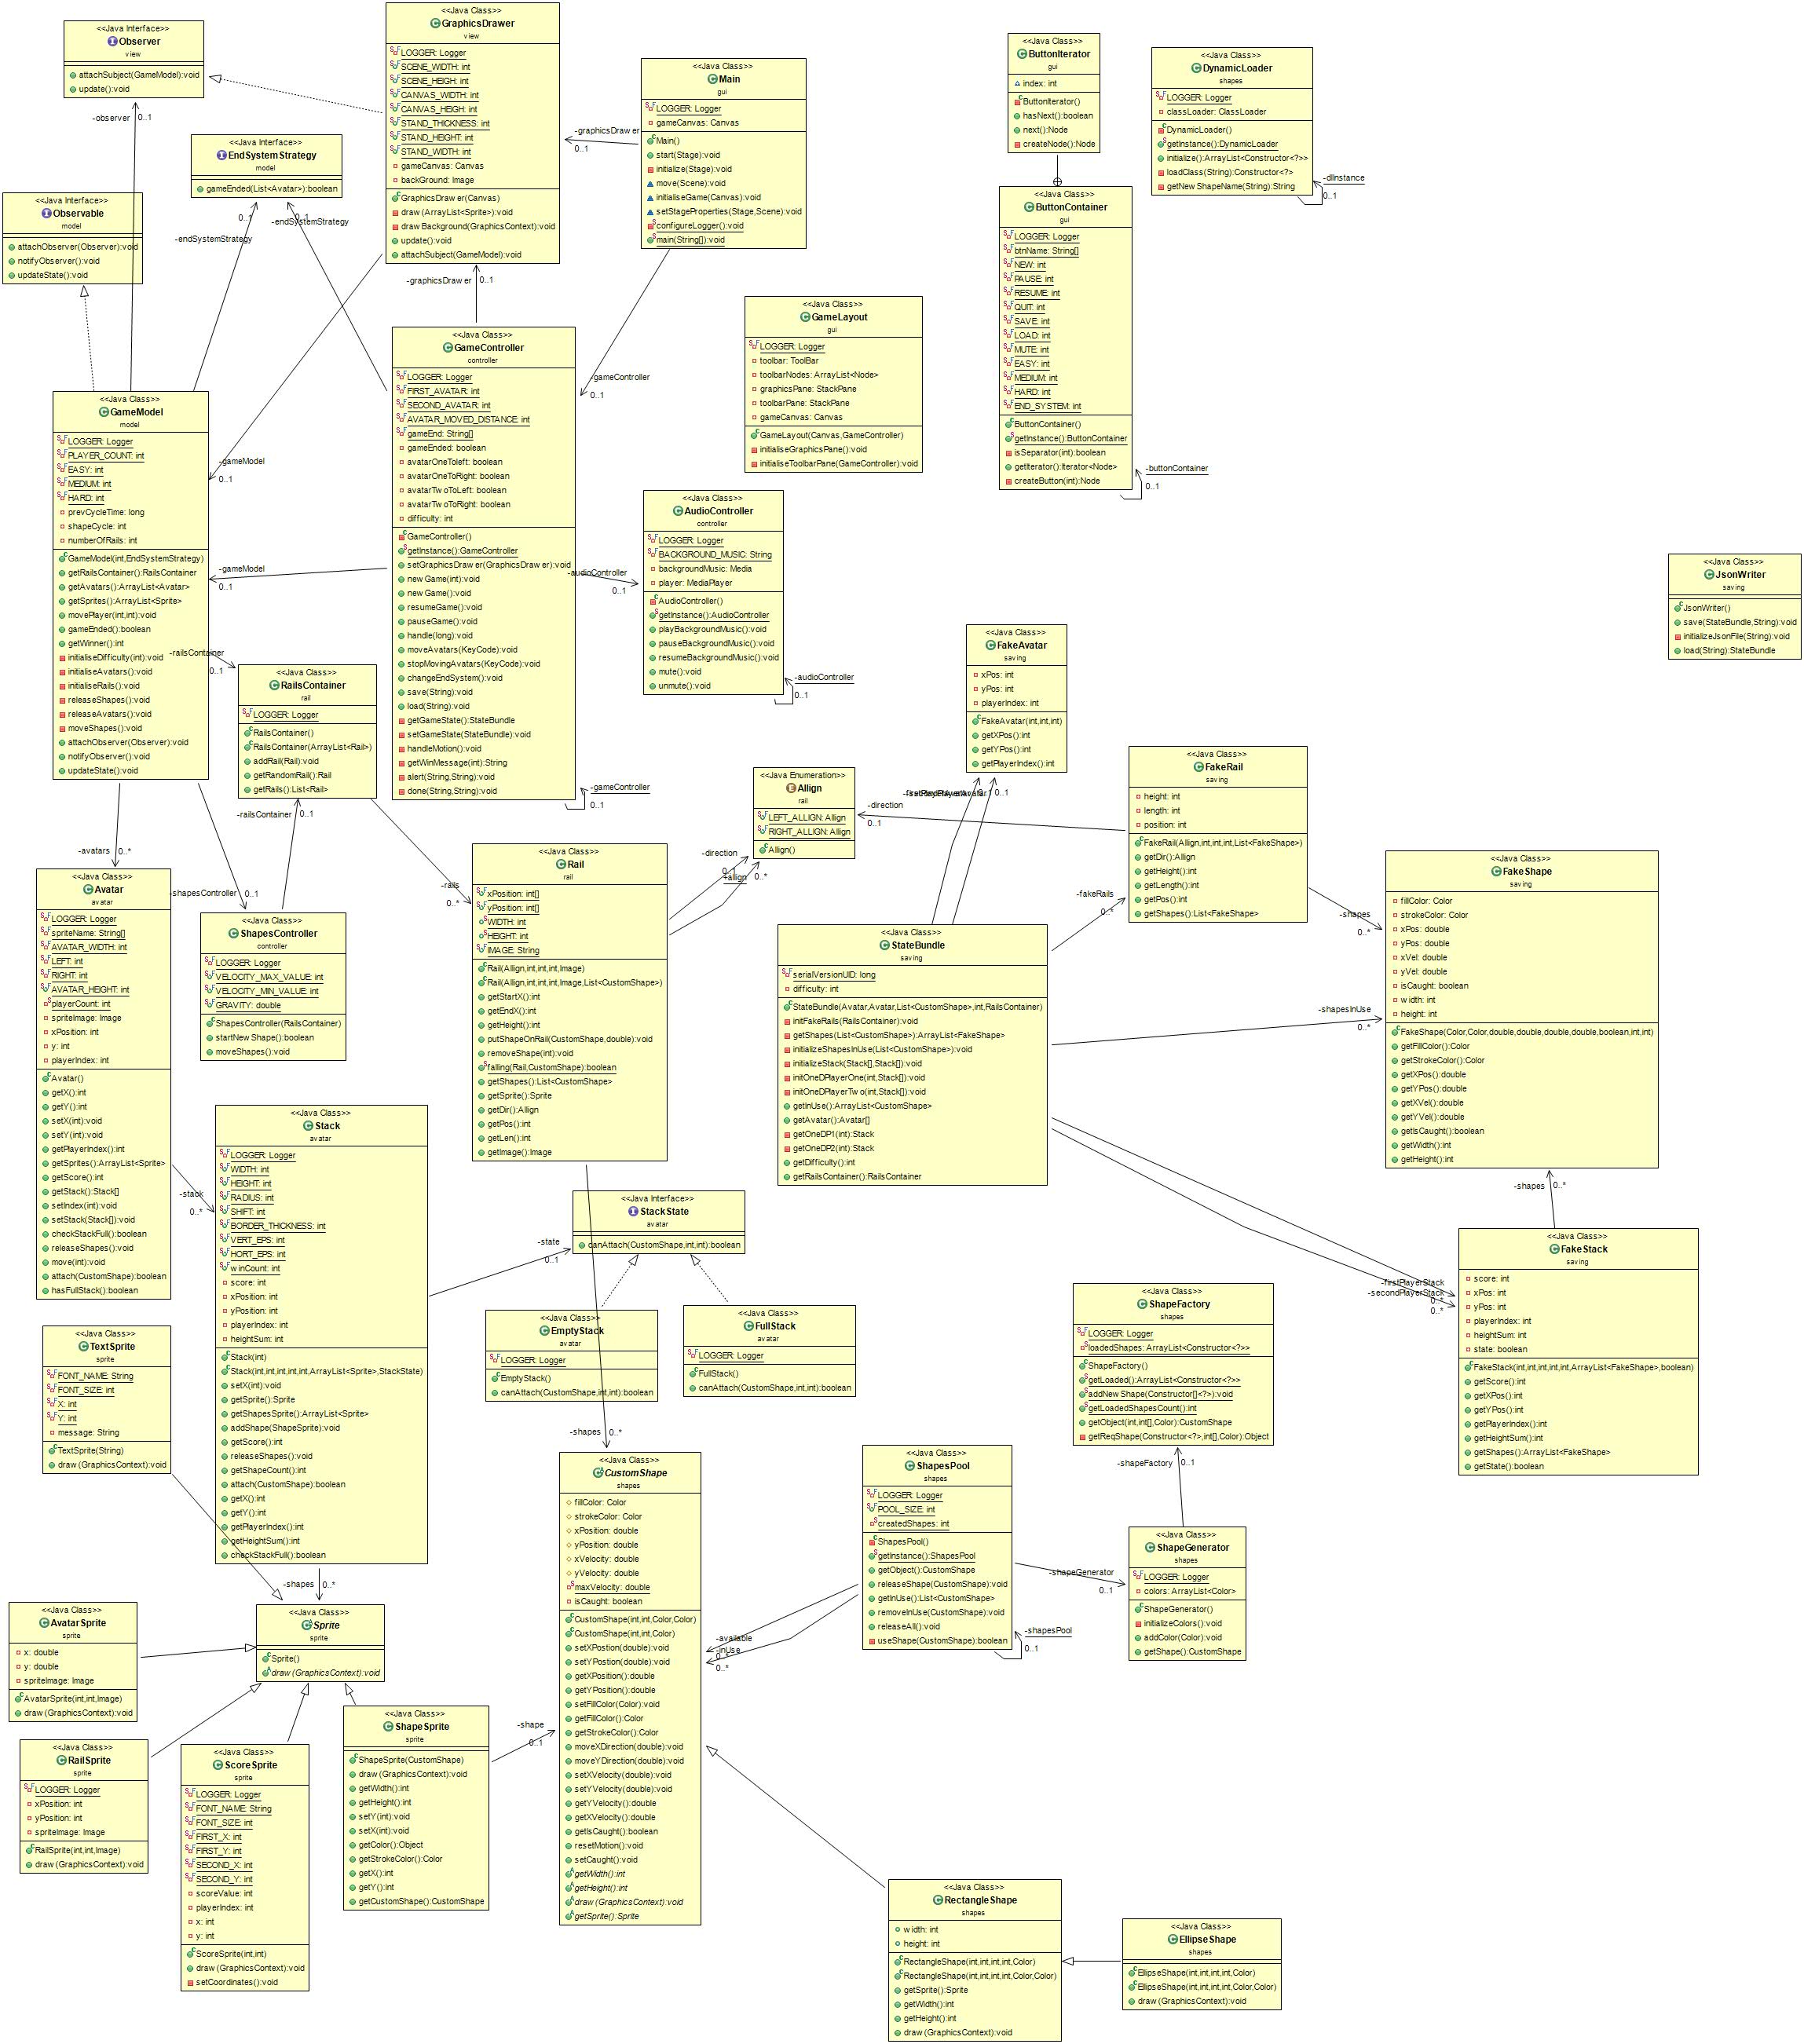 <<Java Interface>>
Observer
view
attachSubject(GameModel):void
update():void
-observer
0..1
<<Java Interface>>
EndSystemStrategy
model
gameEnded(List<Avatar>):boolean
0..1
-endSystemStrategy
-endSystemStrategy
<<Java Interface>>
Observable
model
attachObserver(Observer):void
notifyObserver():void
updateState():void
<<Java Class>>
GraphicsDrawer
view
LOGGER: Logger
SCENE_WIDTH: int
SCENE_HEIGH: int
CANVAS_WIDTH: int
CANVAS_HEIGH: int
STAND_THICKNESS: int
STAND_HEIGHT: int
STAND_WIDTH: int
gameCanvas: Canvas
backGround: Image
GraphicsDrawer(Canvas)
draw(ArrayList<Sprite>):void
drawBackground(GraphicsContext):void
update():void
attachSubject(GameModel):void
-graphicsDrawer
0..1
-graphicsDrawer
0..1
<<Java Class>>
Main
gui
LOGGER: Logger
gameCanvas: Canvas
Main()
start(Stage):void
initialize(Stage):void
move(Scene):void
initialiseGame(Canvas):void
setStageProperties(Stage,Scene):void
configureLogger():void
main(String[]):void
<<Java Class>>
ButtonIterator
gui
index: int
ButtonIterator()
hasNext():boolean
next():Node
createNode():Node
<<Java Class>>
DynamicLoader
shapes
LOGGER: Logger
classLoader: ClassLoader
DynamicLoader()
getInstance():DynamicLoader
initialize():ArrayList<Constructor<?>>
loadClass(String):Constructor<?>
getNewShapeName(String):String
-dlInstance
0..1
<<Java Class>>
ButtonContainer
gui
LOGGER: Logger
btnName: String[]
NEW: int
PAUSE: int
RESUME: int
QUIT: int
SAVE: int
LOAD: int
MUTE: int
EASY: int
MEDIUM: int
HARD: int
END_SYSTEM: int
ButtonContainer()
getInstance():ButtonContainer
isSeparator(int):boolean
getIterator():Iterator<Node>
createButton(int):Node
-buttonContainer
0..1
<<Java Class>>
GameLayout
gui
LOGGER: Logger
toolbar: ToolBar
toolbarNodes: ArrayList<Node>
graphicsPane: StackPane
toolbarPane: StackPane
gameCanvas: Canvas
GameLayout(Canvas,GameController)
initialiseGraphicsPane():void
initialiseToolbarPane(GameController):void
<<Java Class>>
GameController
controller
LOGGER: Logger
FIRST_AVATAR: int
SECOND_AVATAR: int
AVATAR_MOVED_DISTANCE: int
gameEnd: String[]
gameEnded: boolean
avatarOneToleft: boolean
avatarOneToRight: boolean
avatarTwoToLeft: boolean
avatarTwoToRight: boolean
difficulty: int
GameController()
getInstance():GameController
setGraphicsDrawer(GraphicsDrawer):void
newGame(int):void
newGame():void
resumeGame():void
pauseGame():void
handle(long):void
moveAvatars(KeyCode):void
stopMovingAvatars(KeyCode):void
changeEndSystem():void
save(String):void
load(String):void
getGameState():StateBundle
setGameState(StateBundle):void
handleMotion():void
getWinMessage(int):String
alert(String,String):void
done(String,String):void
-gameController
0..1
-gameController
0..1
<<Java Class>>
GameModel
model
LOGGER: Logger
PLAYER_COUNT: int
EASY: int
MEDIUM: int
HARD: int
prevCycleTime: long
shapeCycle: int
numberOfRails: int
GameModel(int,EndSystemStrategy)
getRailsContainer():RailsContainer
getAvatars():ArrayList<Avatar>
getSprites():ArrayList<Sprite>
movePlayer(int,int):void
gameEnded():boolean
getWinner():int
initialiseDifficulty(int):void
initialiseAvatars():void
initialiseRails():void
releaseShapes():void
releaseAvatars():void
moveShapes():void
attachObserver(Observer):void
notifyObserver():void
updateState():void
-gameModel
0..1
-gameModel
0..1
<<Java Class>>
AudioController
controller
LOGGER: Logger
BACKGROUND_MUSIC: String
backgroundMusic: Media
player: MediaPlayer
AudioController()
getInstance():AudioController
playBackgroundMusic():void
pauseBackgroundMusic():void
resumeBackgroundMusic():void
mute():void
unmute():void
-audioController
0..1
-audioController
0..1
<<Java Class>>
JsonWriter
saving
JsonWriter()
save(StateBundle,String):void
initializeJsonFile(String):void
load(String):StateBundle
-railsContainer
0..1
<<Java Class>>
RailsContainer
rail
LOGGER: Logger
RailsContainer()
RailsContainer(ArrayList<Rail>)
addRail(Rail):void
getRandomRail():Rail
getRails():List<Rail>
-railsContainer
0..1
<<Java Class>>
FakeAvatar
saving
xPos: int
yPos: int
playerIndex: int
FakeAvatar(int,int,int)
getXPos():int
getYPos():int
getPlayerIndex():int
0..1
<<Java Enumeration>>
Allign
rail
LEFT_ALLIGN: Allign
RIGHT_ALLIGN: Allign
Allign()
-direction
0..1
<<Java Class>>
FakeRail
saving
height: int
length: int
position: int
FakeRail(Allign,int,int,int,List<FakeShape>)
getDir():Allign
getHeight():int
getLength():int
getPos():int
getShapes():List<FakeShape>
-fakeRails
0..*
-avatars
0..*
<<Java Class>>
Avatar
avatar
LOGGER: Logger
spriteName: String[]
AVATAR_WIDTH: int
LEFT: int
RIGHT: int
AVATAR_HEIGHT: int
playerCount: int
spriteImage: Image
xPosition: int
y: int
playerIndex: int
Avatar()
getX():int
getY():int
setX(int):void
setY(int):void
getPlayerIndex():int
getSprites():ArrayList<Sprite>
getScore():int
getStack():Stack[]
setIndex(int):void
setStack(Stack[]):void
checkStackFull():boolean
releaseShapes():void
move(int):void
attach(CustomShape):boolean
hasFullStack():boolean
-shapesController
0..1
<<Java Class>>
ShapesController
controller
LOGGER: Logger
VELOCITY_MAX_VALUE: int
VELOCITY_MIN_VALUE: int
GRAVITY: double
ShapesController(RailsContainer)
startNewShape():boolean
moveShapes():void
-rails
0..*
<<Java Class>>
Rail
rail
xPosition: int[]
yPosition: int[]
WIDTH: int
HEIGHT: int
IMAGE: String
Rail(Allign,int,int,int,Image)
Rail(Allign,int,int,int,Image,List<CustomShape>)
getStartX():int
getEndX():int
getHeight():int
putShapeOnRail(CustomShape,double):void
removeShape(int):void
falling(Rail,CustomShape):boolean
getShapes():List<CustomShape>
getSprite():Sprite
getDir():Allign
getPos():int
getLen():int
getImage():Image
-direction
0..1
+allign
0..*
<<Java Class>>
StateBundle
saving
serialVersionUID: long
difficulty: int
StateBundle(Avatar,Avatar,List<CustomShape>,int,RailsContainer)
initFakeRails(RailsContainer):void
getShapes(List<CustomShape>):ArrayList<FakeShape>
initializeShapesInUse(List<CustomShape>):void
initializeStack(Stack[],Stack[]):void
initOneDPlayerOne(int,Stack[]):void
initOneDPlayerTwo(int,Stack[]):void
getInUse():ArrayList<CustomShape>
getAvatar():Avatar[]
getOneDP1(int):Stack
getOneDP2(int):Stack
getDifficulty():int
getRailsContainer():RailsContainer
-shapes
0..*
-shapesInUse
0..*
<<Java Class>>
FakeShape
saving
fillColor: Color
strokeColor: Color
xPos: double
yPos: double
xVel: double
yVel: double
isCaught: boolean
width: int
height: int
FakeShape(Color,Color,double,double,double,double,boolean,int,int)
getFillColor():Color
getStrokeColor():Color
getXPos():double
getYPos():double
getXVel():double
getYVel():double
getIsCaught():boolean
getWidth():int
getHeight():int
-shapes
0..*
<<Java Class>>
FakeStack
saving
score: int
xPos: int
yPos: int
playerIndex: int
heightSum: int
state: boolean
FakeStack(int,int,int,int,int,ArrayList<FakeShape>,boolean)
getScore():int
getXPos():int
getYPos():int
getPlayerIndex():int
getHeightSum():int
getShapes():ArrayList<FakeShape>
getState():boolean
-firstPlayerStack
0..*
-secondPlayerStack
0..*
-stack
0..*
<<Java Class>>
Stack
avatar
LOGGER: Logger
WIDTH: int
HEIGHT: int
RADIUS: int
SHIFT: int
BORDER_THICKNESS: int
VERT_EPS: int
HORT_EPS: int
winCount: int
score: int
xPosition: int
yPosition: int
playerIndex: int
heightSum: int
Stack(int)
Stack(int,int,int,int,int,ArrayList<Sprite>,StackState)
setX(int):void
getSprite():Sprite
getShapesSprite():ArrayList<Sprite>
addShape(ShapeSprite):void
getScore():int
releaseShapes():void
getShapeCount():int
attach(CustomShape):boolean
getX():int
getY():int
getPlayerIndex():int
getHeightSum():int
checkStackFull():boolean
-state
0..1
<<Java Interface>>
StackState
avatar
canAttach(CustomShape,int,int):boolean
<<Java Class>>
EmptyStack
avatar
LOGGER: Logger
EmptyStack()
canAttach(CustomShape,int,int):boolean
<<Java Class>>
FullStack
avatar
LOGGER: Logger
FullStack()
canAttach(CustomShape,int,int):boolean
<<Java Class>>
ShapeFactory
shapes
LOGGER: Logger
loadedShapes: ArrayList<Constructor<?>>
ShapeFactory()
getLoaded():ArrayList<Constructor<?>>
addNewShape(Constructor[]<?>):void
getLoadedShapesCount():int
getObject(int,int[],Color):CustomShape
getReqShape(Constructor<?>,int[],Color):Object
-shapeFactory
0..1
<<Java Class>>
TextSprite
sprite
FONT_NAME: String
FONT_SIZE: int
X: int
Y: int
message: String
TextSprite(String)
draw(GraphicsContext):void
-shapes
0..*
<<Java Class>>
CustomShape
shapes
fillColor: Color
strokeColor: Color
xPosition: double
yPosition: double
xVelocity: double
yVelocity: double
maxVelocity: double
isCaught: boolean
CustomShape(int,int,Color,Color)
CustomShape(int,int,Color)
setXPostion(double):void
setYPostion(double):void
getXPosition():double
getYPosition():double
setFillColor(Color):void
getFillColor():Color
getStrokeColor():Color
moveXDirection(double):void
moveYDirection(double):void
setXVelocity(double):void
setYVelocity(double):void
getYVelocity():double
getXVelocity():double
getIsCaught():boolean
resetMotion():void
setCaught():void
getWidth():int
getHeight():int
draw(GraphicsContext):void
getSprite():Sprite
<<Java Class>>
ShapesPool
shapes
LOGGER: Logger
POOL_SIZE: int
createdShapes: int
ShapesPool()
getInstance():ShapesPool
getObject():CustomShape
releaseShape(CustomShape):void
getInUse():List<CustomShape>
removeInUse(CustomShape):void
releaseAll():void
useShape(CustomShape):boolean
-shapesPool
0..1
-available
-inUse
0..*
-shapeGenerator
0..1
<<Java Class>>
ShapeGenerator
shapes
LOGGER: Logger
colors: ArrayList<Color>
ShapeGenerator()
initializeColors():void
addColor(Color):void
getShape():CustomShape
-shapes
0..*
<<Java Class>>
Sprite
sprite
Sprite()
draw(GraphicsContext):void
<<Java Class>>
AvatarSprite
sprite
x: double
y: double
spriteImage: Image
AvatarSprite(int,int,Image)
draw(GraphicsContext):void
<<Java Class>>
RailSprite
sprite
LOGGER: Logger
xPosition: int
yPosition: int
spriteImage: Image
RailSprite(int,int,Image)
draw(GraphicsContext):void
<<Java Class>>
ScoreSprite
sprite
LOGGER: Logger
FONT_NAME: String
FONT_SIZE: int
FIRST_X: int
FIRST_Y: int
SECOND_X: int
SECOND_Y: int
scoreValue: int
playerIndex: int
x: int
y: int
ScoreSprite(int,int)
draw(GraphicsContext):void
setCoordinates():void
<<Java Class>>
ShapeSprite
sprite
ShapeSprite(CustomShape)
draw(GraphicsContext):void
getWidth():int
getHeight():int
setY(int):void
setX(int):void
getColor():Object
getStrokeColor():Color
getX():int
getY():int
getCustomShape():CustomShape
-shape
0..1
<<Java Class>>
RectangleShape
shapes
width: int
height: int
RectangleShape(int,int,int,int,Color)
RectangleShape(int,int,int,int,Color,Color)
getSprite():Sprite
getWidth():int
getHeight():int
draw(GraphicsContext):void
<<Java Class>>
EllipseShape
shapes
EllipseShape(int,int,int,int,Color)
EllipseShape(int,int,int,int,Color,Color)
draw(GraphicsContext):void